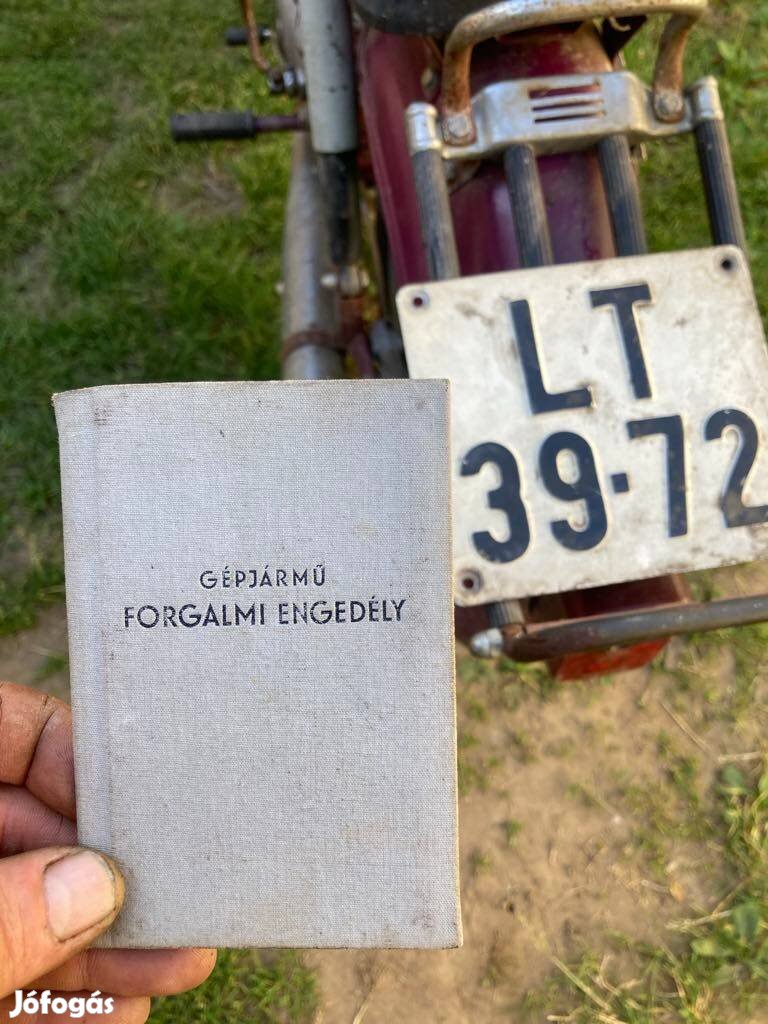 LT
39-72
GÉPJÁRMŰ
FORGALMI ENGEDÉLY
Jófogás